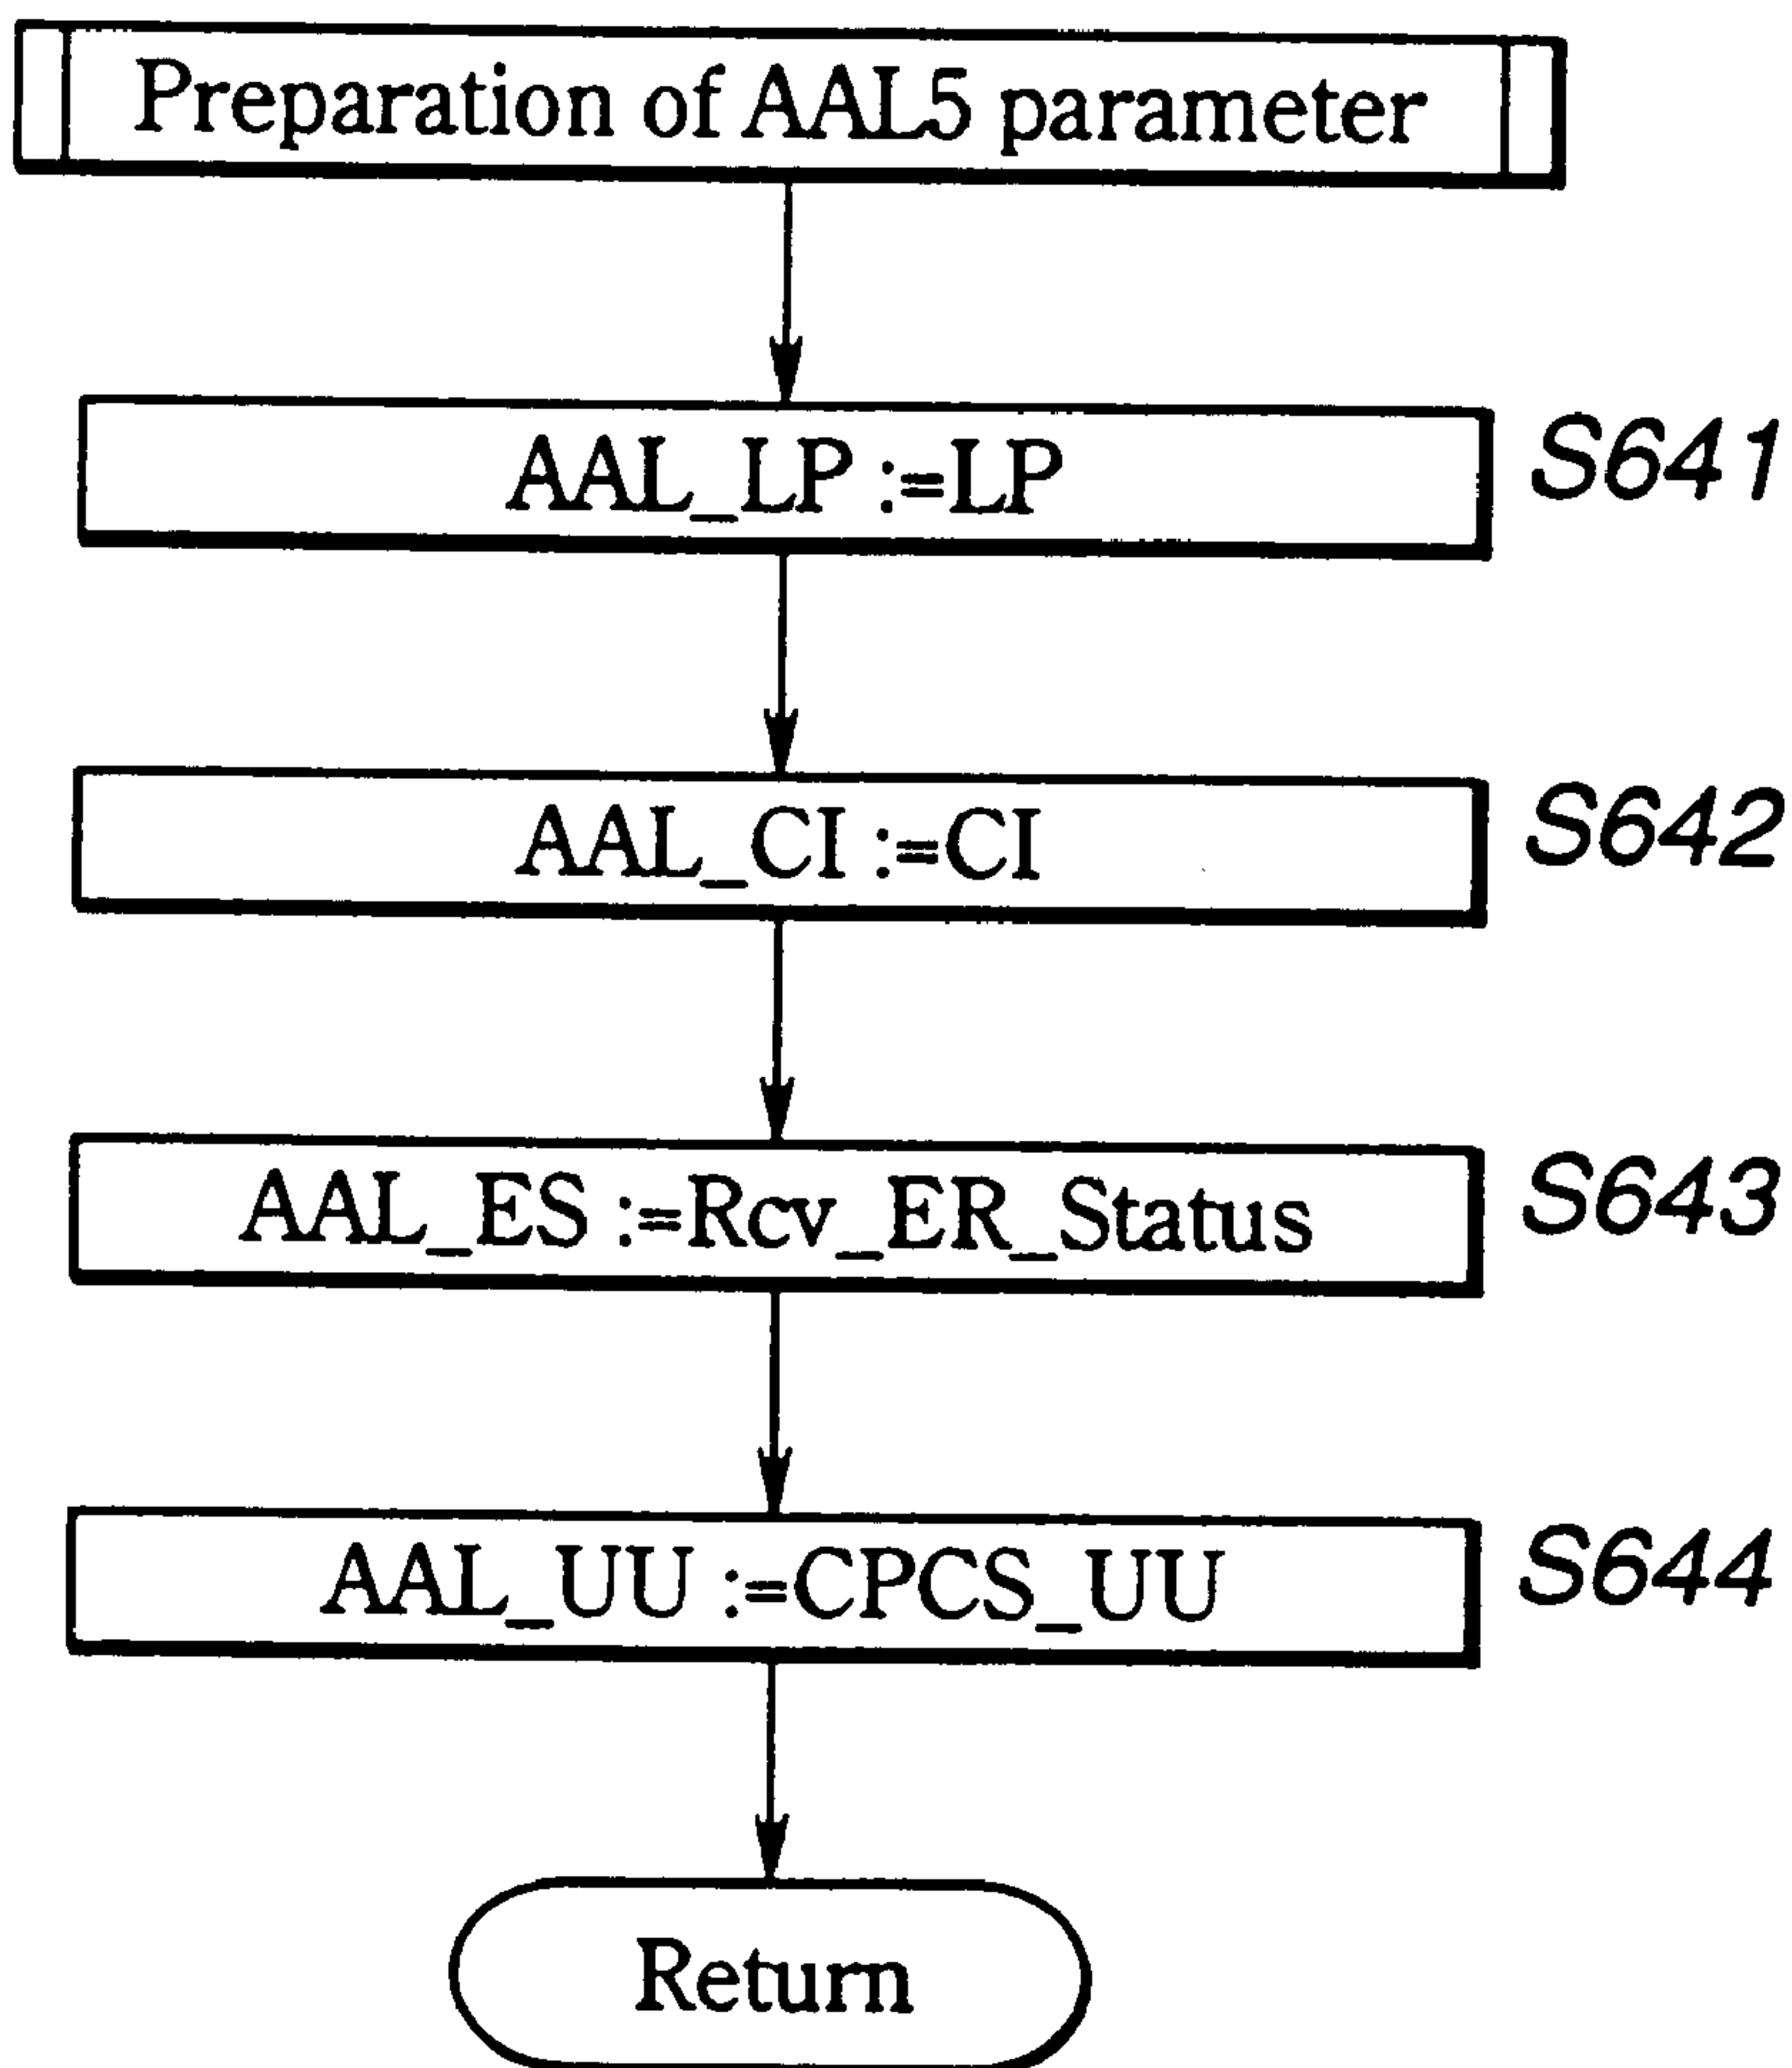 Preparation of AAL5 parameter
AAL_LP :=LP
S641
AAL_CI :=CI
S642
AAL_ES :=Rcv_ER_Status
S643
AAL_UU :=CPCS_UU
S644
Return